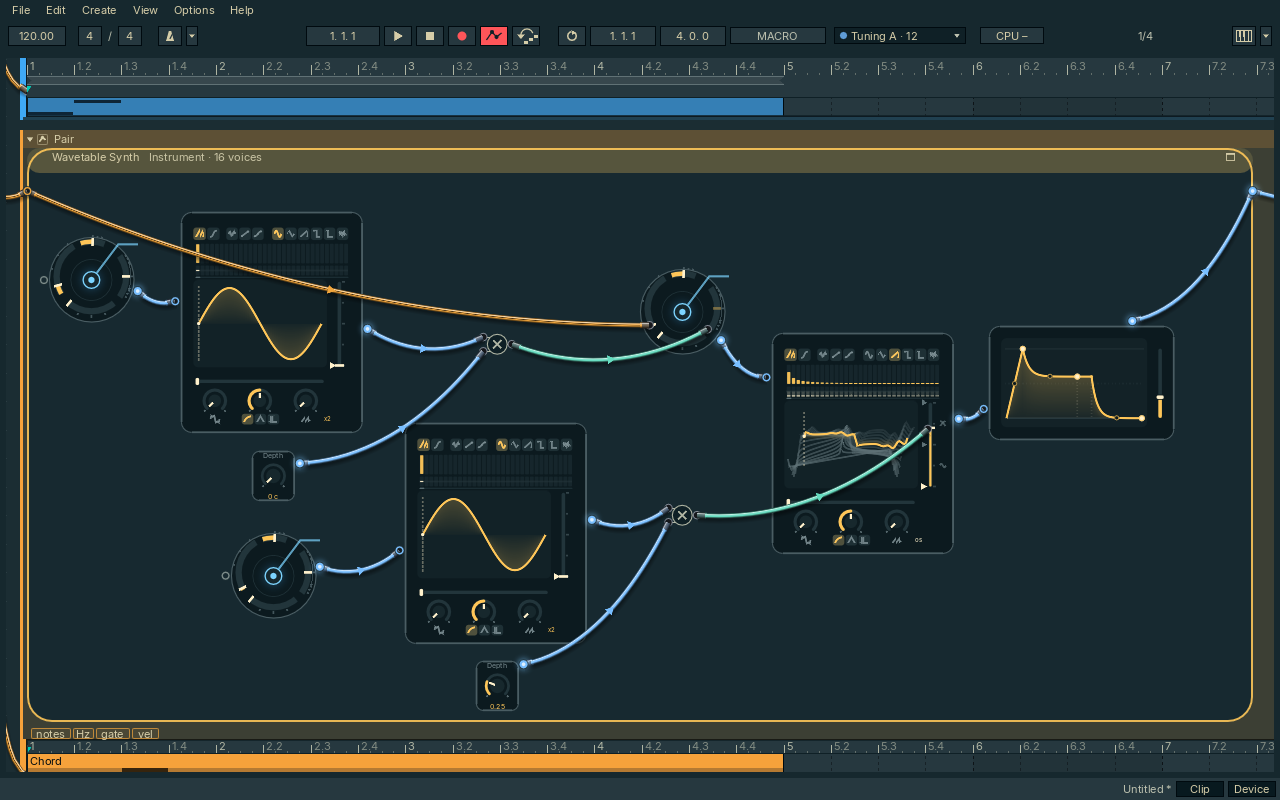 File Edit Create View Options Help
120.00 4 / 4 1. 1. 1 1. 1. 1 4. 0. 0 MACRO Tuning A · 12 CPU – 1/4
1 1.2 1.3 1.4 2 2.2 2.3 2.4 3 3.2 3.3 3.4 4 4.2 4.3 4.4 5 5.2 5.3 5.4 6 6.2 6.3 6.4 7 7.2 7.3
Pair
Wavetable Synth Instrument · 16 voices
x2
Depth
0 c
x2
Depth
0.25
0s
notes Hz gate vel
1 1.2 1.3 1.4 2 2.2 2.3 2.4 3 3.2 3.3 3.4 4 4.2 4.3 4.4 5 5.2 5.3 5.4 6 6.2 6.3 6.4 7 7.2 7.3
Chord
Untitled * Clip Device